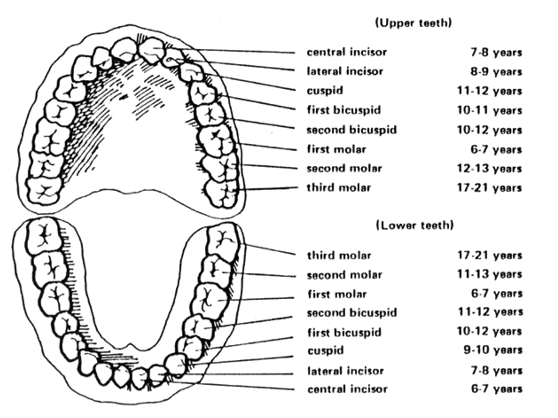 (Upper teeth)
central incisor 7-8 years
lateral incisor 8-9 years
cuspid 11-12 years
first bicuspid 10-11 years
second bicuspid 10-12 years
first molar 6-7 years
second molar 12-13 years
third molar 17-21 years
(Lower teeth)
third molar 17-21 years
second molar 11-13 years
first molar 6-7 years
second bicuspid 11-12 years
first bicuspid 10-12 years
cuspid 9-10 years
lateral incisor 7-8 years
central incisor 6-7 years